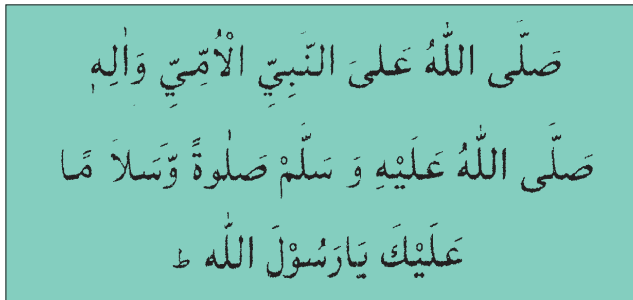 صَلَّى اللّٰهُ عَلىَ النَّبِيِّ الْاُمِّيِّ وَاٰلِهٖ
صَلَّى اللّٰهُ عَلَيْهِ وَ سَلَّمْ صَلٰوةً وَّسَلاَ مًا
عَلَيْكَ يَارَسُوْلَ اللّٰه ط